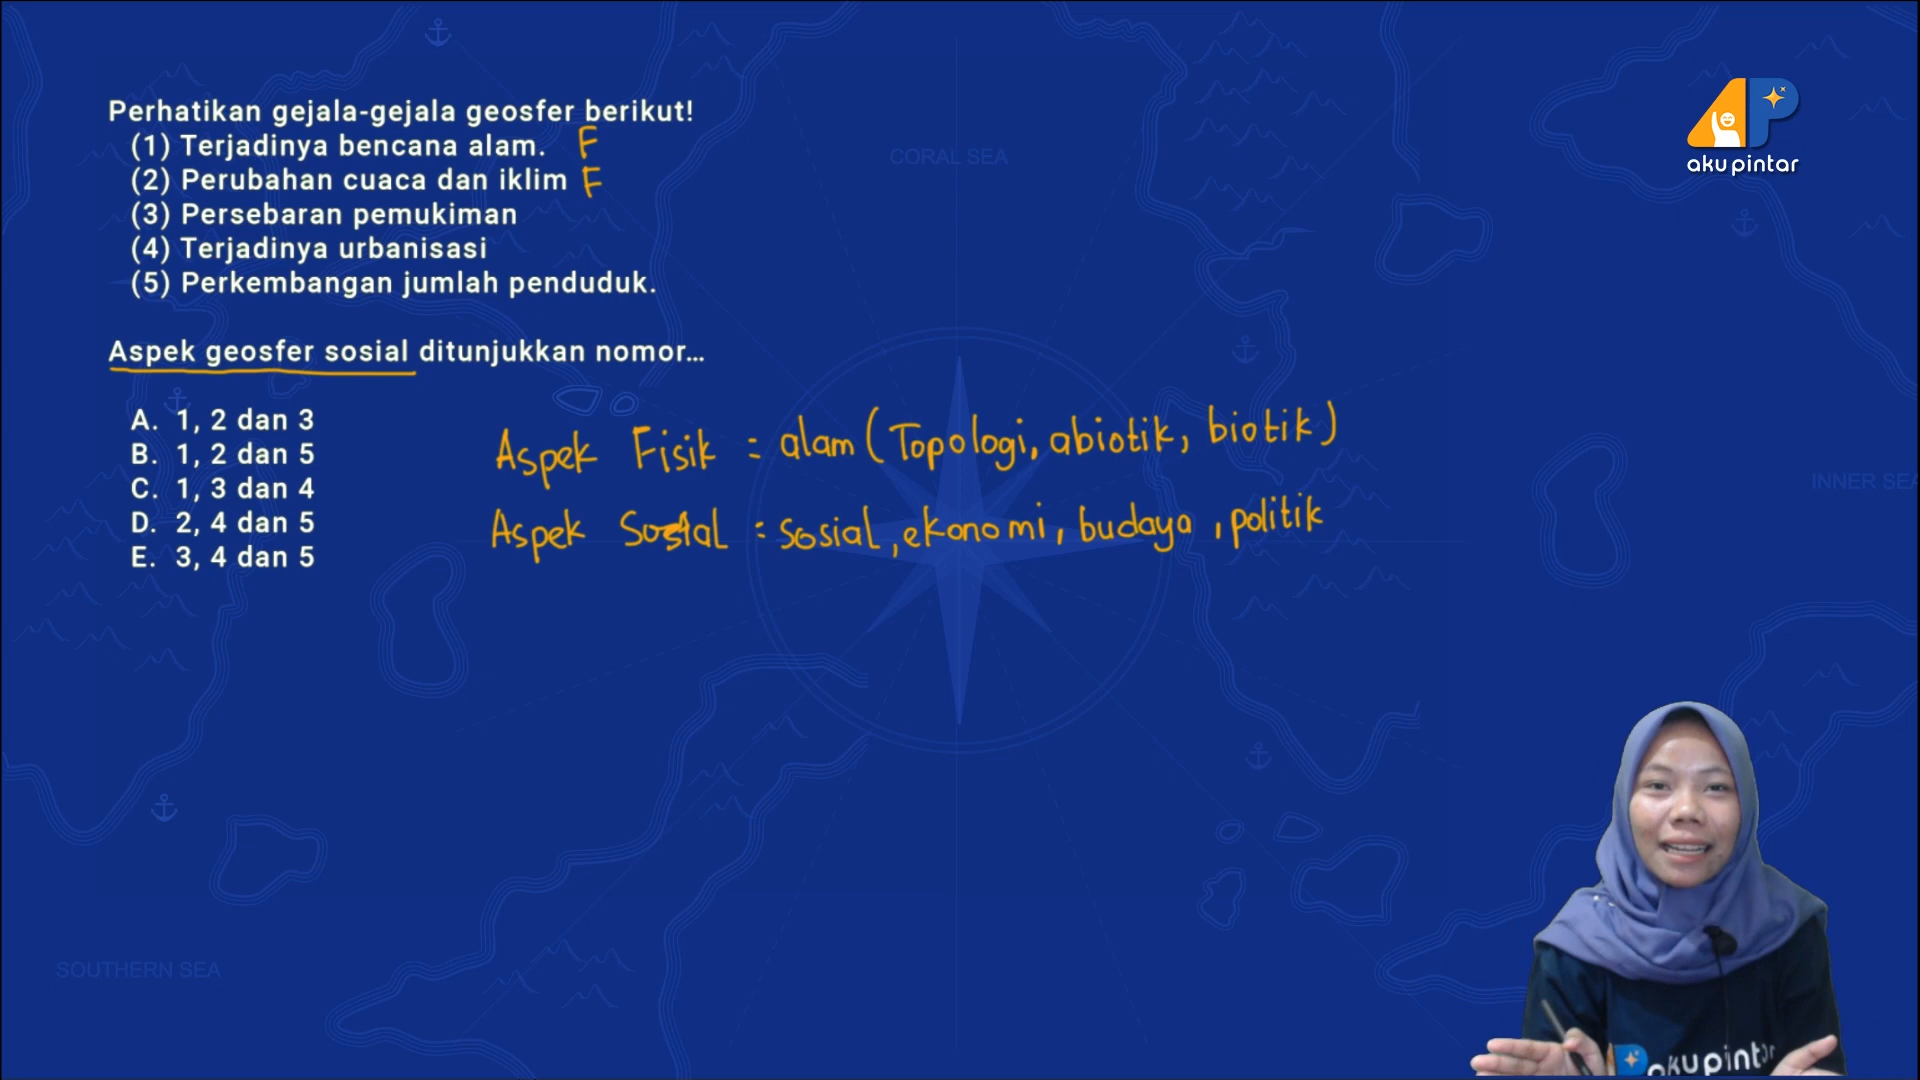 Perhatikan gejala-gejala geosfer berikut!
(1) Terjadinya bencana alam. F
(2) Perubahan cuaca dan iklim F
(3) Persebaran pemukiman
(4) Terjadinya urbanisasi
(5) Perkembangan jumlah penduduk.
Aspek geosfer sosial ditunjukkan nomor...
A. 1, 2 dan 3
B. 1, 2 dan 5
C. 1, 3 dan 4
D. 2, 4 dan 5
E. 3, 4 dan 5
Aspek Fisik = alam (Topologi, abiotik, biotik)
Aspek Sosial = sosial, ekonomi, budaya, politik
AP
aku pintar
CORAL SEA
INNER SEA
SOUTHERN SEA
akupintar